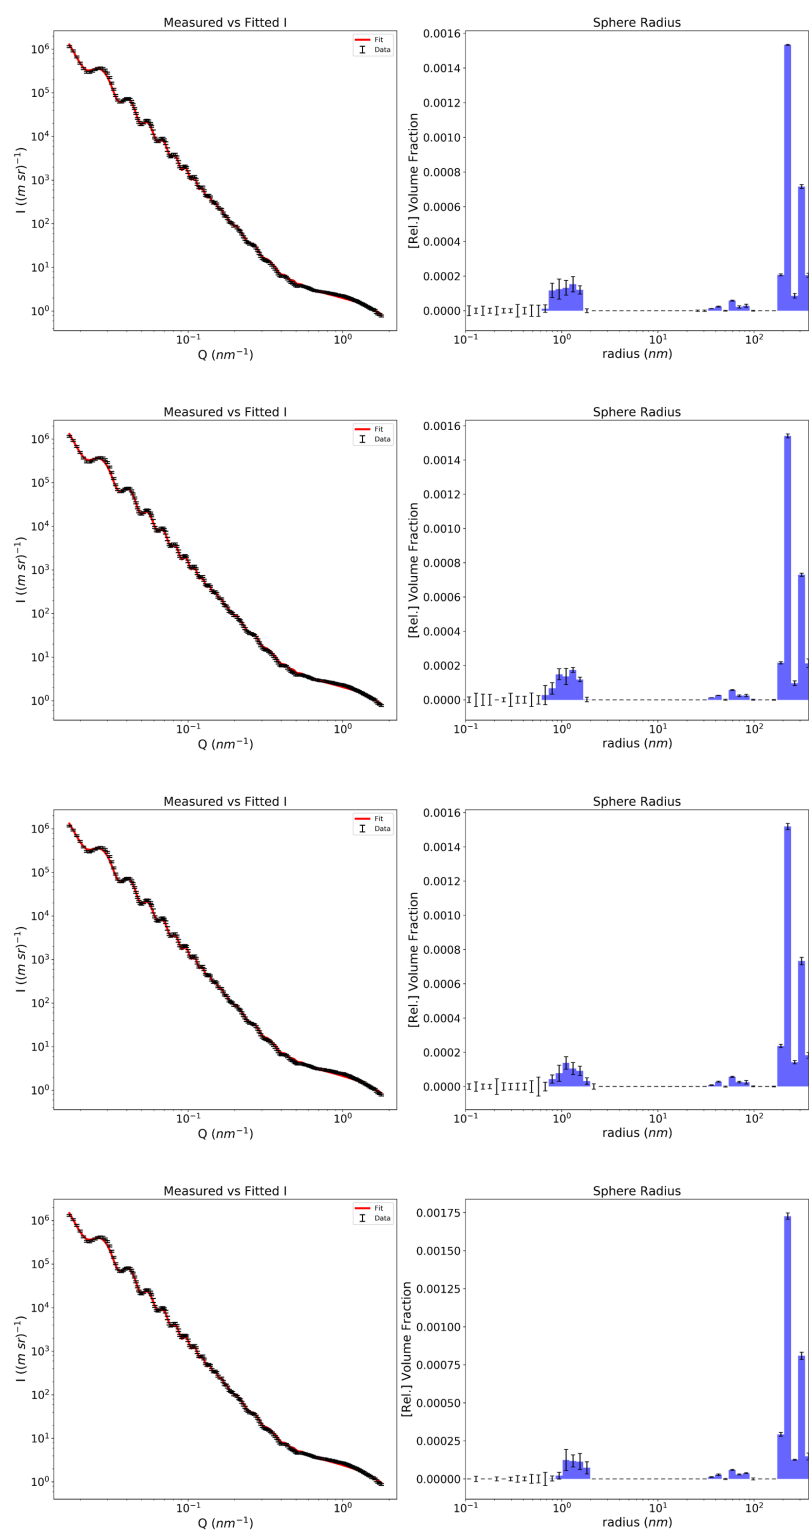 Measured vs Fitted I
Fit
Data
10^6
10^5
10^4
10^3
10^2
10^1
10^0
I ((m sr)^−1)
10^−1
10^0
Q (nm^−1)
Sphere Radius
0.0016
0.0014
0.0012
0.0010
0.0008
0.0006
0.0004
0.0002
0.0000
[Rel.] Volume Fraction
10^−1
10^0
10^1
10^2
radius (nm)
Measured vs Fitted I
Fit
Data
10^6
10^5
10^4
10^3
10^2
10^1
10^0
I ((m sr)^−1)
10^−1
10^0
Q (nm^−1)
Sphere Radius
0.0016
0.0014
0.0012
0.0010
0.0008
0.0006
0.0004
0.0002
0.0000
[Rel.] Volume Fraction
10^−1
10^0
10^1
10^2
radius (nm)
Measured vs Fitted I
Fit
Data
10^6
10^5
10^4
10^3
10^2
10^1
10^0
I ((m sr)^−1)
10^−1
10^0
Q (nm^−1)
Sphere Radius
0.0016
0.0014
0.0012
0.0010
0.0008
0.0006
0.0004
0.0002
0.0000
[Rel.] Volume Fraction
10^−1
10^0
10^1
10^2
radius (nm)
Measured vs Fitted I
Fit
Data
10^6
10^5
10^4
10^3
10^2
10^1
10^0
I ((m sr)^−1)
10^−1
10^0
Q (nm^−1)
Sphere Radius
0.00175
0.00150
0.00125
0.00100
0.00075
0.00050
0.00025
0.00000
[Rel.] Volume Fraction
10^−1
10^0
10^1
10^2
radius (nm)